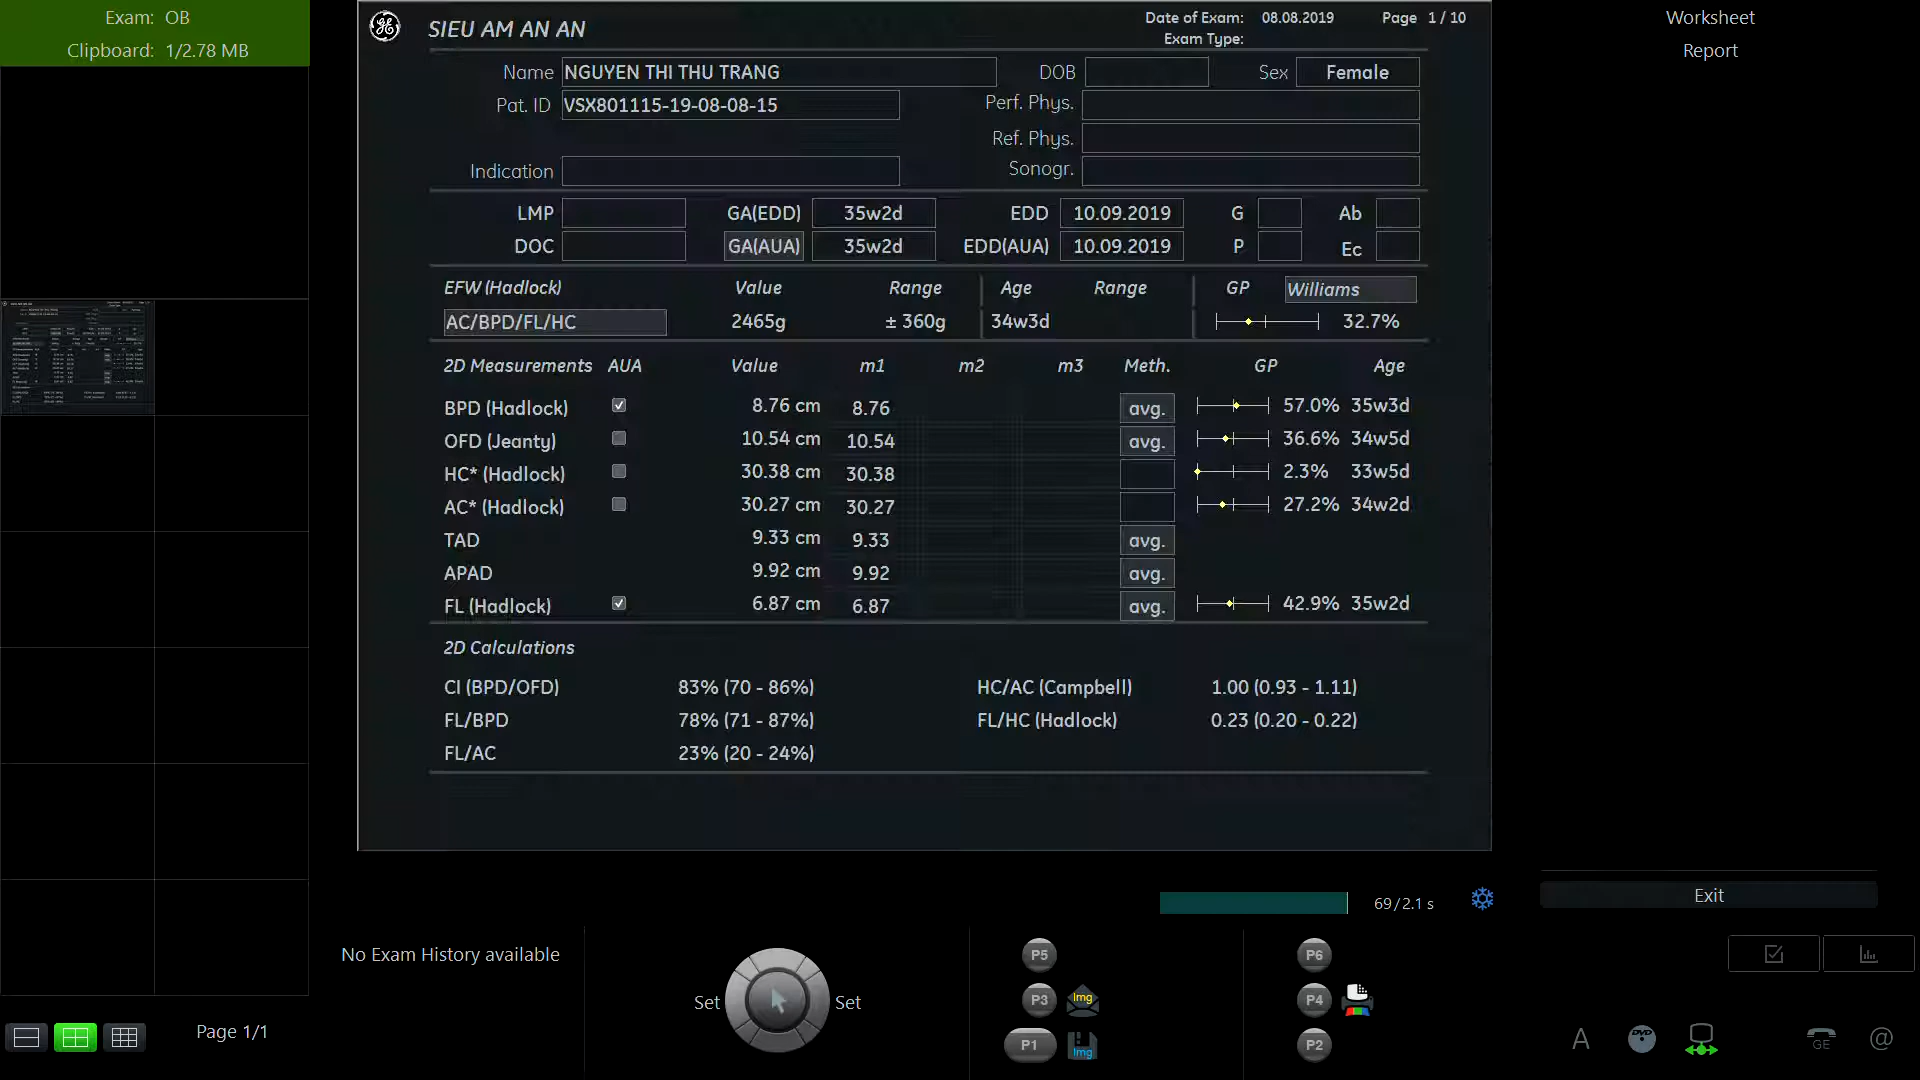 Exam: OB
Clipboard: 1/2.78 MB
SIEU AM AN AN
Date of Exam: 08.08.2019 Page 1 / 10
Exam Type:
Worksheet
Report
Name NGUYEN THI THU TRANG DOB Sex Female
Pat. ID VSX801115-19-08-08-15 Perf. Phys.
Ref. Phys.
Indication Sonogr.
LMP GA(EDD) 35w2d EDD 10.09.2019 G Ab
DOC GA(AUA) 35w2d EDD(AUA) 10.09.2019 P Ec
EFW (Hadlock) Value Range Age Range GP Williams
AC/BPD/FL/HC 2465g ± 360g 34w3d 32.7%
2D Measurements AUA Value m1 m2 m3 Meth. GP Age
BPD (Hadlock) 8.76 cm 8.76 avg. 57.0% 35w3d
OFD (Jeanty) 10.54 cm 10.54 avg. 36.6% 34w5d
HC* (Hadlock) 30.38 cm 30.38 2.3% 33w5d
AC* (Hadlock) 30.27 cm 30.27 27.2% 34w2d
TAD 9.33 cm 9.33 avg.
APAD 9.92 cm 9.92 avg.
FL (Hadlock) 6.87 cm 6.87 avg. 42.9% 35w2d
2D Calculations
CI (BPD/OFD) 83% (70 - 86%) HC/AC (Campbell) 1.00 (0.93 - 1.11)
FL/BPD 78% (71 - 87%) FL/HC (Hadlock) 0.23 (0.20 - 0.22)
FL/AC 23% (20 - 24%)
69/2.1 s
Exit
No Exam History available
Set Set
P5
P3 Img
P1 Img
P6
P4
P2
Page 1/1
A DVD GE @